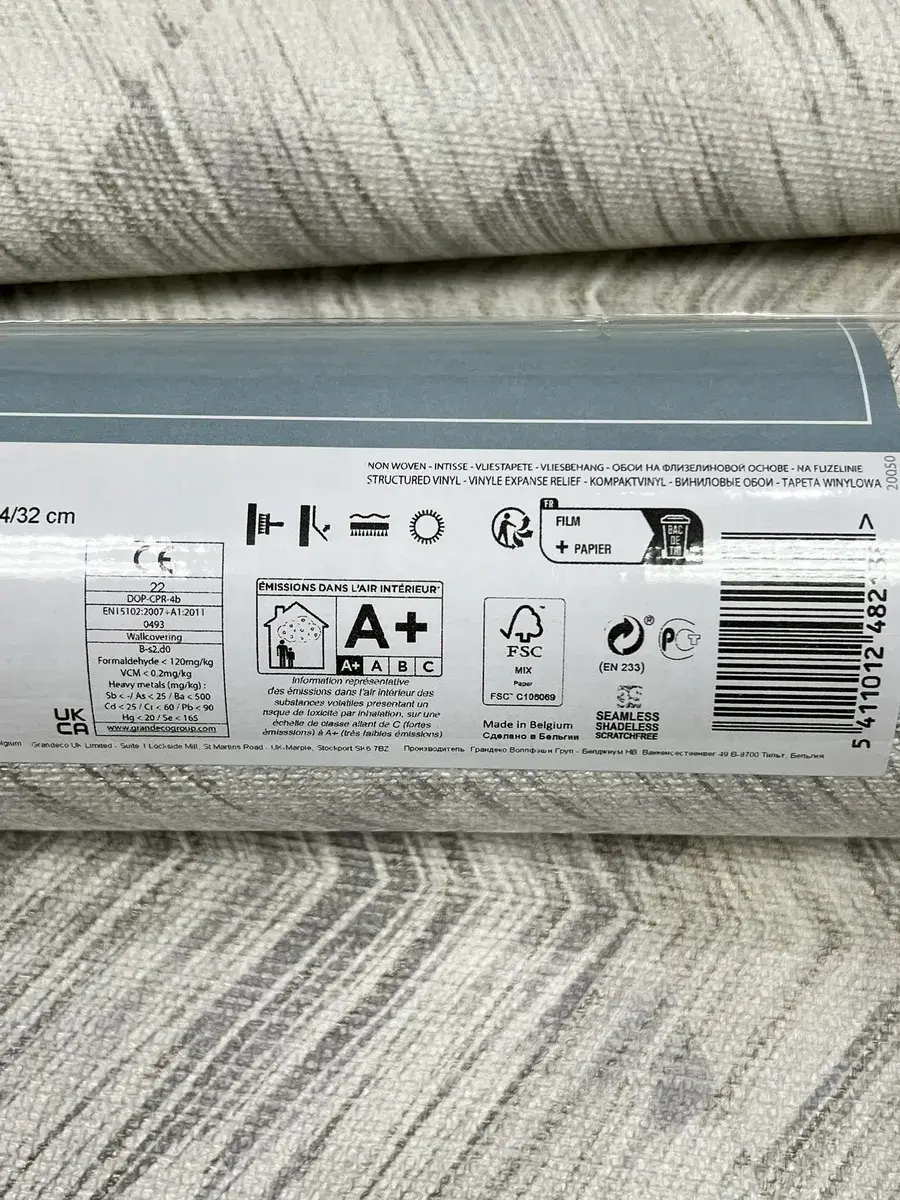 NON WOVEN - INTISSE - VLIESTAPETE - VLIESBEHANG - ОБОИ НА ФЛИЗЕЛИНОВОЙ ОСНОВЕ - NA FLIZELINIE
STRUCTURED VINYL - VINYLE EXPANSE RELIEF - KOMPAKTVINYL - ВИНИЛОВЫЕ ОБОИ - TAPETA WINYLOWA
20050
4/32 cm
FR
FILM
+ PAPIER
BAC
DE
TRI
CE
22
DOP-CPR-4b
EN15102:2007+A1:2011
0493
Wallcovering
B-s2,d0
Formaldehyde < 120mg/kg
VCM < 0,2mg/kg
Heavy metals (mg/kg) :
Sb < -/ As < 25 / Ba < 500
Cd < 25 / Cr < 60 / Pb < 90
Hg < 20 / Se < 165
www.grandecogroup.com
UK
CA
ÉMISSIONS DANS L'AIR INTÉRIEUR*
A+
A+ A B C
Information représentative
des émissions dans l'air intérieur des
substances volatiles présentant un
risque de toxicité par inhalation, sur une
échelle de classe allant de C (fortes
émissions) à A+ (très faibles émissions)
FSC
MIX
Paper
FSC™ C108069
Made in Belgium
Сделано в Бельгии
®
(EN 233)
РСТ
SEAMLESS
SHADELESS
SCRATCHFREE
5 411012 482
>
lgium Grandeco UK Limited - Suite 1 Lockside Mill, St Martins Road - UK-Marple, Stockport SK6 7BZ Производитель Грандеко Воллфэшн Груп - Бельгиум НВ 49 B-8700 Тильт, Бельгия